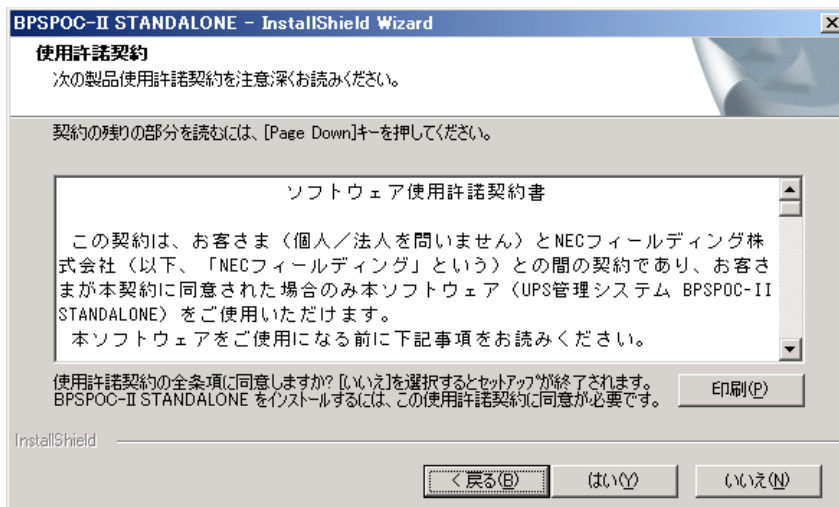 BPSPOC-II STANDALONE - InstallShield Wizard
使用許諾契約
次の製品使用許諾契約を注意深くお読みください。
契約の残りの部分を読むには、[Page Down]キーを押してください。
ソフトウェア使用許諾契約書
この契約は、お客さま（個人／法人を問いません）とNECフィールディング株
式会社（以下、「NECフィールディング」という）との間の契約であり、お客さ
まが本契約に同意された場合のみ本ソフトウェア（UPS管理システム BPSPOC-II
STANDALONE）をご使用いただけます。
本ソフトウェアをご使用になる前に下記事項をお読みください。
使用許諾契約の全条項に同意しますか? [いいえ]を選択するとセットアップが終了されます。
BPSPOC-II STANDALONE をインストールするには、この使用許諾契約に同意が必要です。
印刷(P)
InstallShield
< 戻る(B)
はい(Y)
いいえ(N)